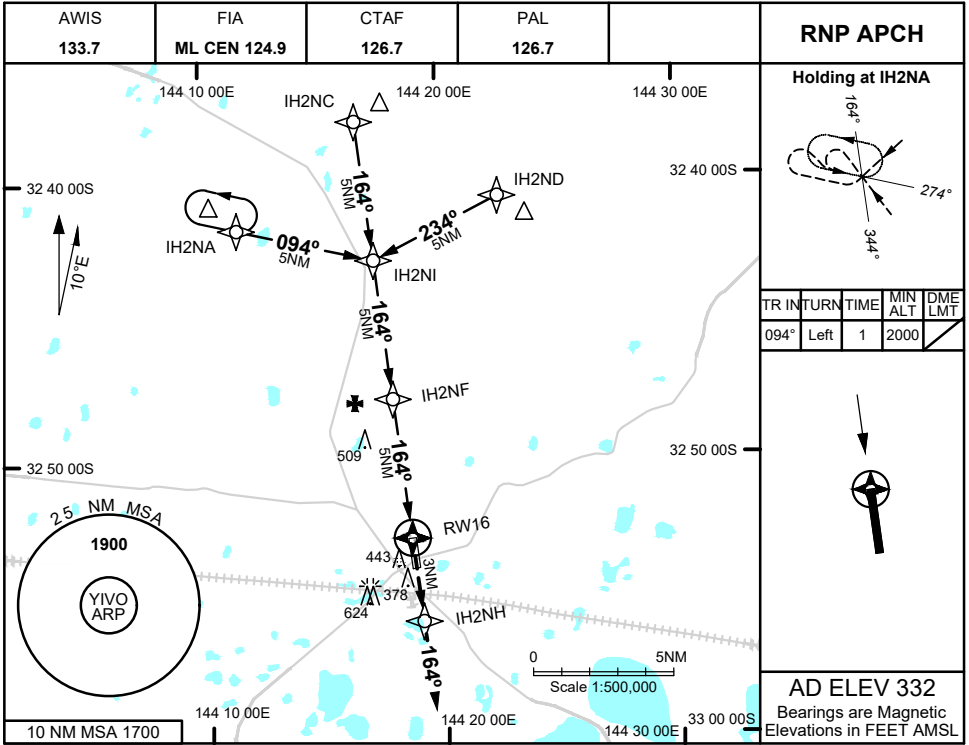 AWIS
133.7
FIA
ML CEN 124.9
CTAF
126.7
PAL
126.7
RNP APCH
144 10 00E
144 20 00E
144 30 00E
IH2NC
IH2ND
IH2NA
IH2NI
IH2NF
RW16
IH2NH
32 40 00S
32 40 00S
164°
5NM
234°
5NM
094°
5NM
10°E
164°
5NM
164°
5NM
509
32 50 00S
32 50 00S
443
378
624
3NM
164°
25 NM MSA
1900
YIVO
ARP
0 5NM
Scale 1:500,000
10 NM MSA 1700
144 10 00E
144 20 00E
144 30 00E
33 00 00S
Holding at IH2NA
164°
274°
344°
TR IN TURN TIME MIN ALT DME LMT
094° Left 1 2000
AD ELEV 332
Bearings are Magnetic
Elevations in FEET AMSL